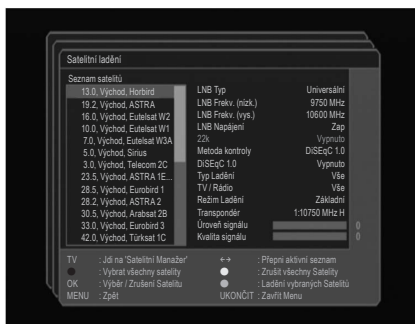 Satelitní ladění
Seznam satelitů
13.0, Východ, Horbird
19.2, Východ, ASTRA
16.0, Východ, Eutelsat W2
10.0, Východ, Eutelsat W1
7.0, Východ, Eutelsat W3A
5.0, Východ, Sirius
3.0, Východ, Telecom 2C
23.5, Východ, ASTRA 1E...
28.5, Východ, Eurobird 1
28.2, Východ, ASTRA 2
30.5, Východ, Arabsat 2B
33.0, Východ, Eurobird 3
42.0, Východ, Türksat 1C
LNB Typ Universální
LNB Frekv. (nízk.) 9750 MHz
LNB Frekv. (vys.) 10600 MHz
LNB Napájení Zap
22k Vypnuto
Metoda kontroly DiSEqC 1.0
DiSEqC 1.0 Vypnuto
Typ Ladění Vše
TV / Rádio Vše
Režim Ladění Základní
Transpondér 1:10750 MHz H
Úroveň signálu 0
Kvalita signálu 0
TV : Jdi na 'Satelitní Manažer' ↔ : Přepni aktivní seznam
: Vybrat všechny satelity : Zrušit všechny Satelity
OK : Výběr / Zrušení Satelitu : Ladění vybraných Satelitů
MENU : Zpět UKONČIT : Zavřít Menu